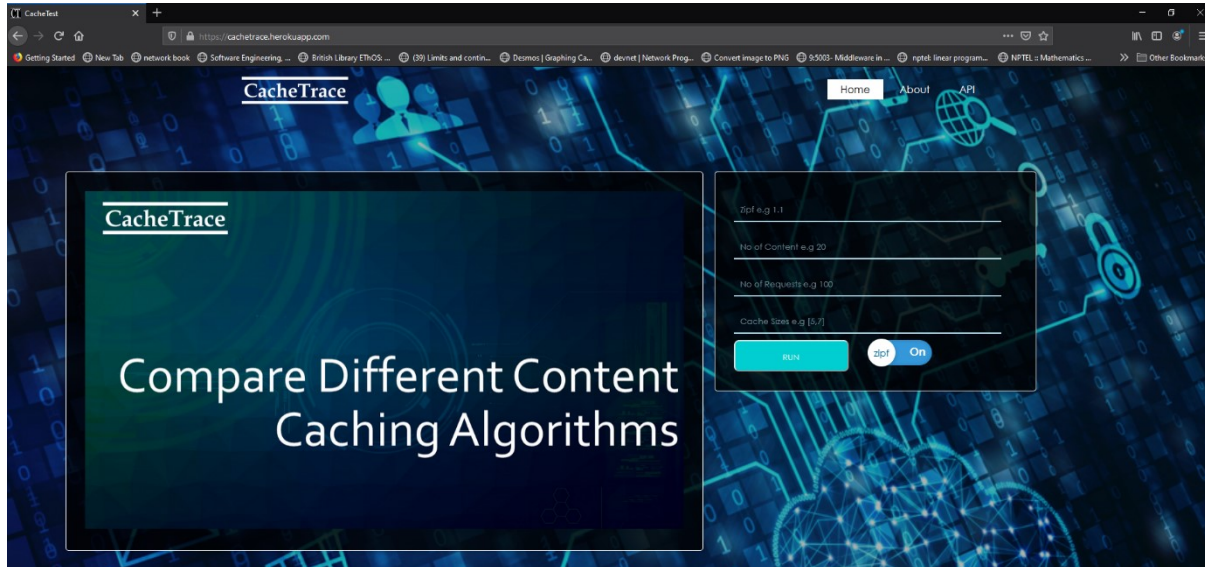 CacheTest
https://cachetrace.herokuapp.com
Getting Started New Tab network book Software Engineering, ... British Library EThOS: ... (39) Limits and contin... Desmos | Graphing Ca... devnet | Network Prog... Convert image to PNG 9.5003- Middleware in ... nptel: linear program... NPTEL :: Mathematics ... Other Bookmark
CacheTrace
Home About API
CacheTrace
Compare Different Content
Caching Algorithms
Zipf e.g 1.1
No of Content e.g 20
No of Requests e.g 100
Cache Sizes e.g [5,7]
RUN
zipf On